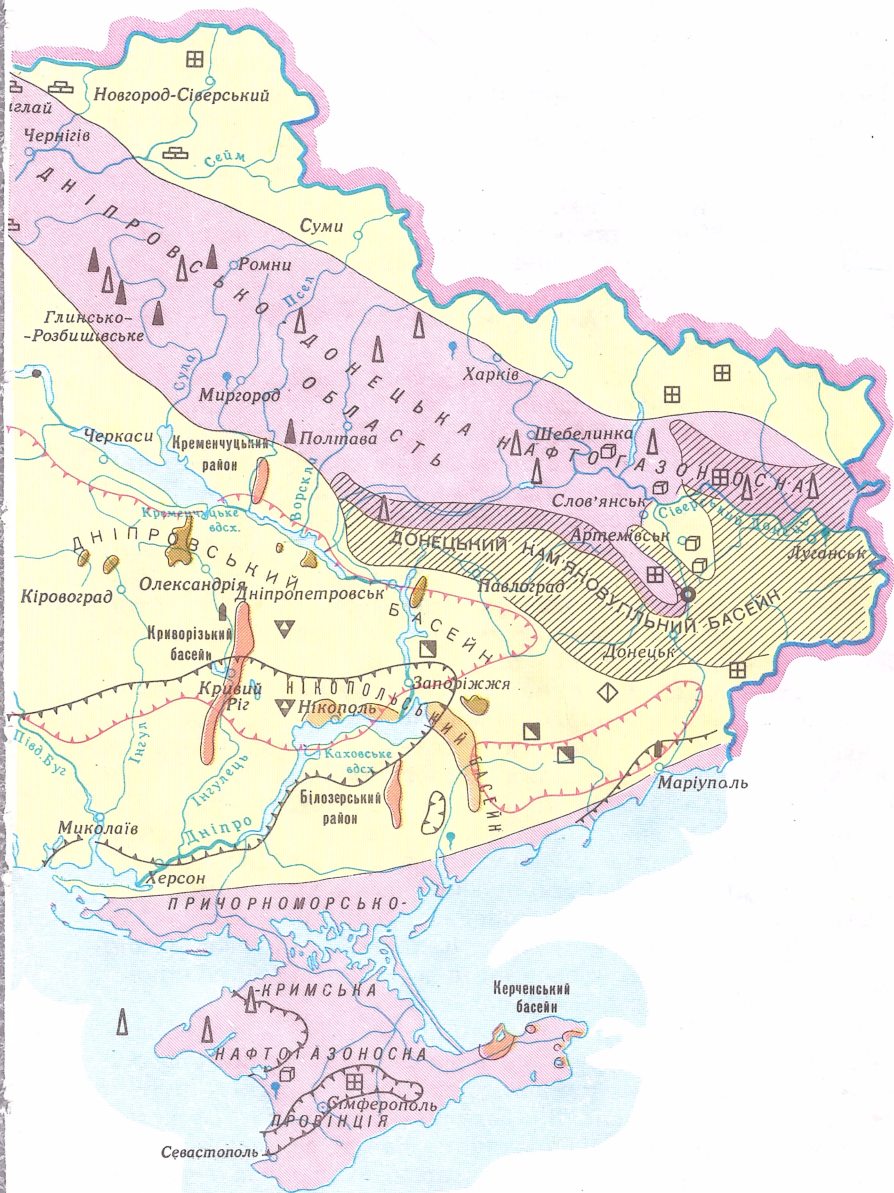 Новгород-Сіверський
Чернігів
Сейм
ДНІПРОВСЬКО-ДОНЕЦЬКА НАФТОГАЗОНОСНА
ОБЛАСТЬ
Суми
Ромни
Псел
Глинсько-
-Розбишівське
Сула
Миргород
Харків
Черкаси
Кременчуцький
район
Полтава
Шебелинка
Ворскла
Слов'янськ
Сіверський Донець
Кременчуцьке
вдсх.
Артемівськ
Луганськ
ДНІПРОВСЬКИЙ БАСЕЙН
ДОНЕЦЬКИЙ КАМ'ЯНОВУГІЛЬНИЙ БАСЕЙН
Кіровоград
Олександрія
Дніпропетровськ
Павлоград
Криворізький
басейн
Донецьк
Кривий
Ріг
НІКОПОЛЬСЬКИЙ БАСЕЙН
Запоріжжя
Нікополь
Півд.Буг
Інгул
Інгулець
Каховське
вдсх.
Білозерський
район
Маріуполь
Миколаїв
Дніпро
Херсон
ПРИЧОРНОМОРСЬКО-
-КРИМСЬКА
Керченський
басейн
НАФТОГАЗОНОСНА
Сімферополь
ПРОВІНЦІЯ
Севастополь